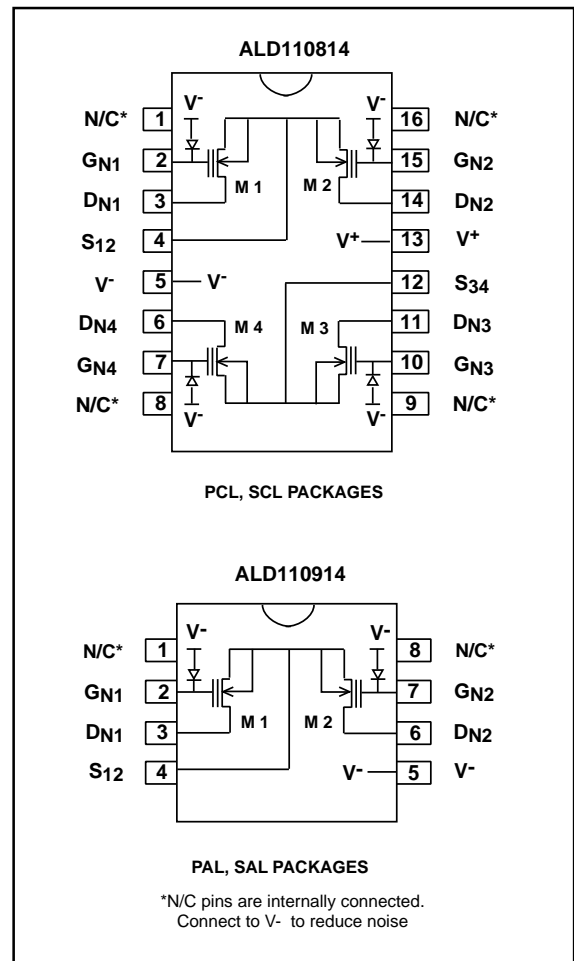 ALD110814
V- V-
N/C* 1 16 N/C*
GN1 2 15 GN2
M 1 M 2
DN1 3 14 DN2
S12 4 V+ 13 V+
V- 5 V- 12 S34
DN4 6 M 4 M 3 11 DN3
GN4 7 10 GN3
N/C* 8 V- V- 9 N/C*
PCL, SCL PACKAGES
ALD110914
V- V-
N/C* 1 8 N/C*
GN1 2 7 GN2
DN1 3 M 1 M 2 6 DN2
S12 4 V- 5 V-
PAL, SAL PACKAGES
*N/C pins are internally connected.
Connect to V- to reduce noise